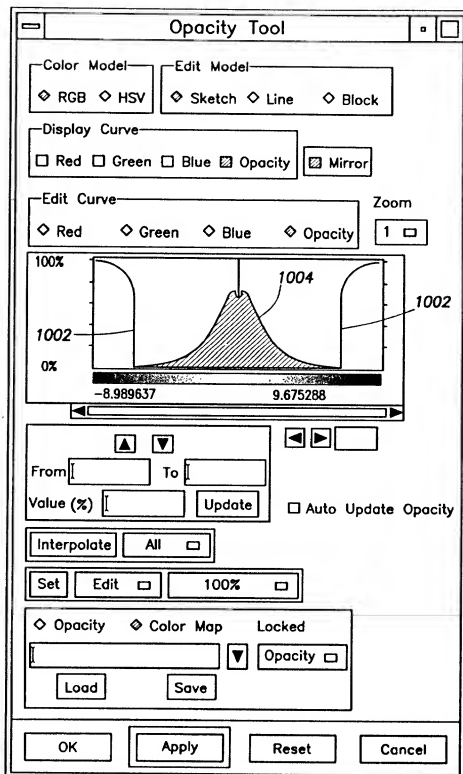 Opacity Tool
Color Model
Edit Model
RGB HSV
Sketch Line Block
Display Curve
Red Green Blue Opacity
Mirror
Edit Curve
Zoom
Red Green Blue Opacity
1
100%
1004
1002
1002
0%
-8.989637 9.675288
From To
Value (%) Update
Auto Update Opacity
Interpolate All
Set Edit 100%
Opacity Color Map Locked
Opacity
Load Save
OK Apply Reset Cancel